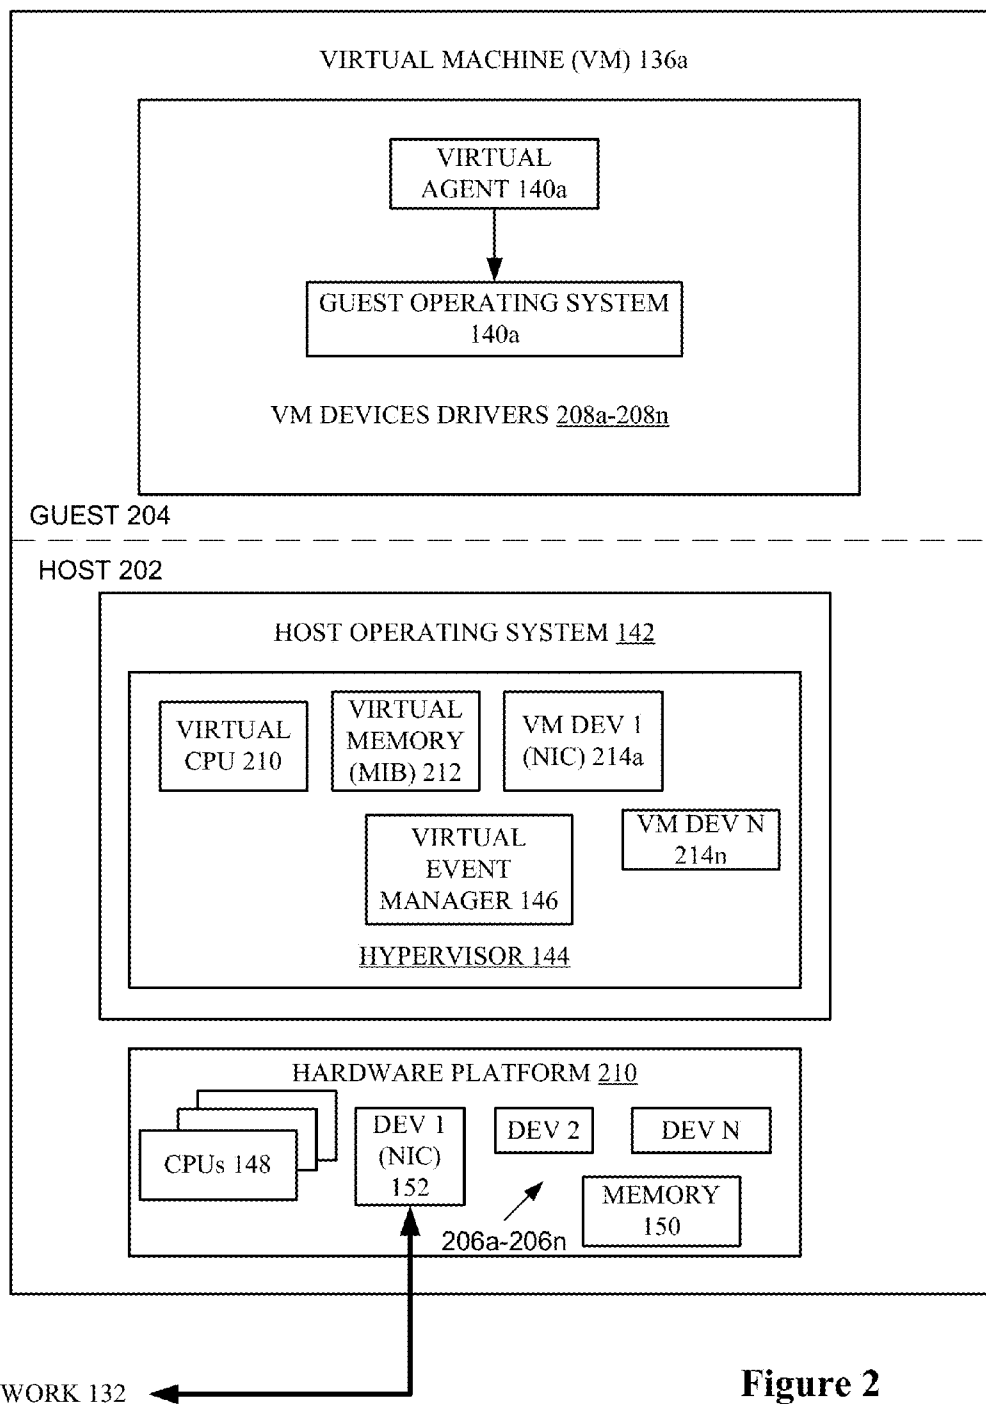 VIRTUAL MACHINE (VM) 136a
VIRTUAL
AGENT 140a
GUEST OPERATING SYSTEM
140a
VM DEVICES DRIVERS 208a-208n
GUEST 204
HOST 202
HOST OPERATING SYSTEM 142
VIRTUAL
CPU 210
VIRTUAL
MEMORY
(MIB) 212
VM DEV 1
(NIC) 214a
VIRTUAL
EVENT
MANAGER 146
VM DEV N
214n
HYPERVISOR 144
HARDWARE PLATFORM 210
CPUs 148
DEV 1
(NIC)
152
DEV 2
DEV N
206a-206n
MEMORY
150
WORK 132
Figure 2